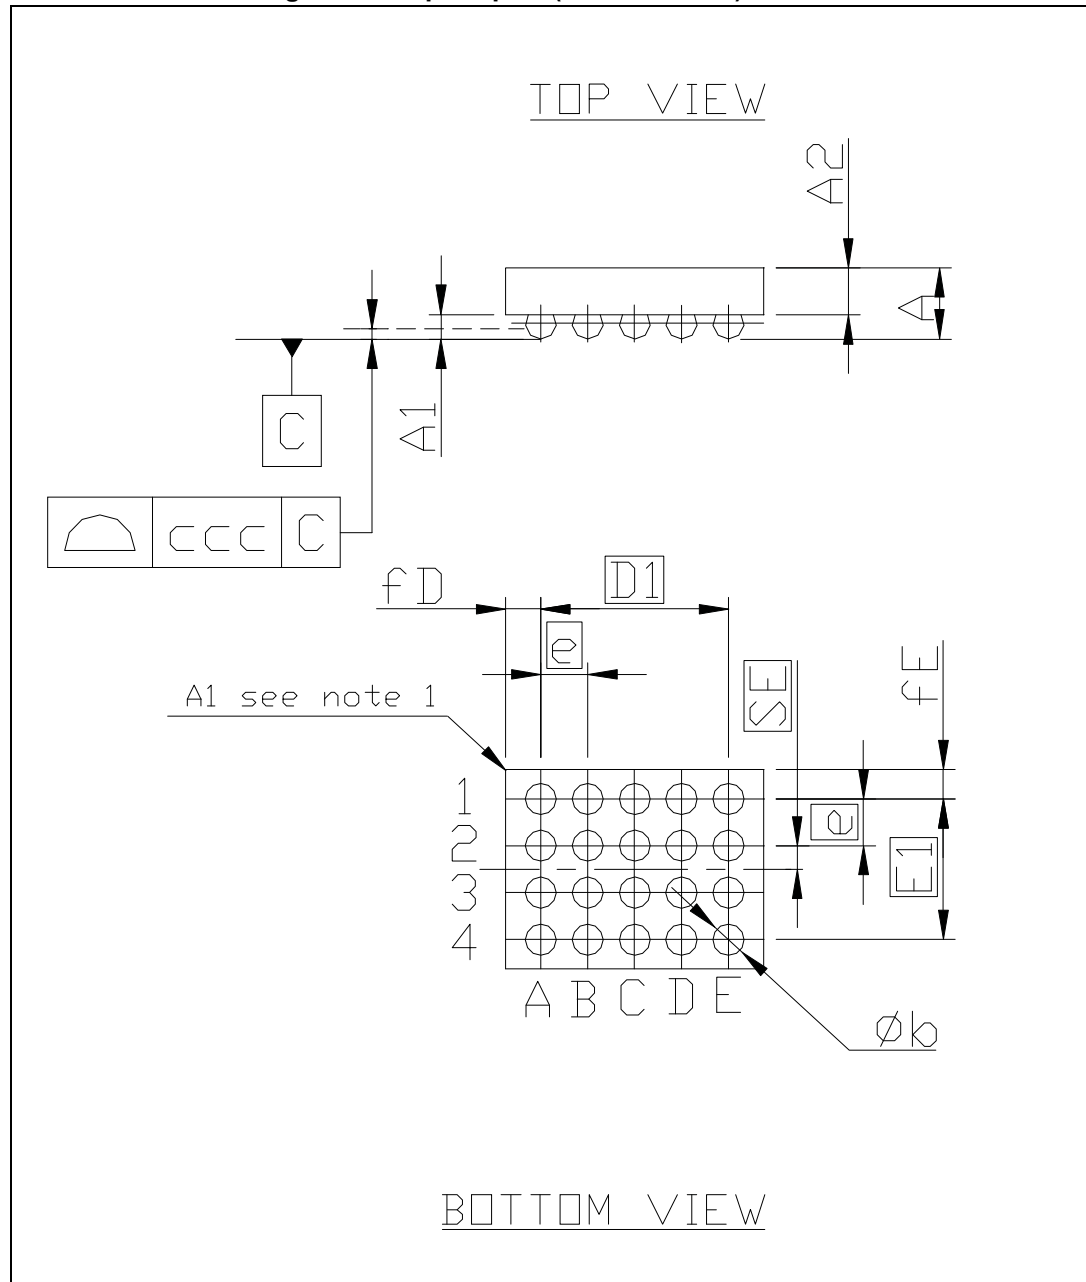 TOP VIEW
A2
A
A1
C
ccc C
fD
D1
e
SE
fE
A1 see note 1
e
E1
1
2
3
4
A B C D E
Øb
BOTTOM VIEW